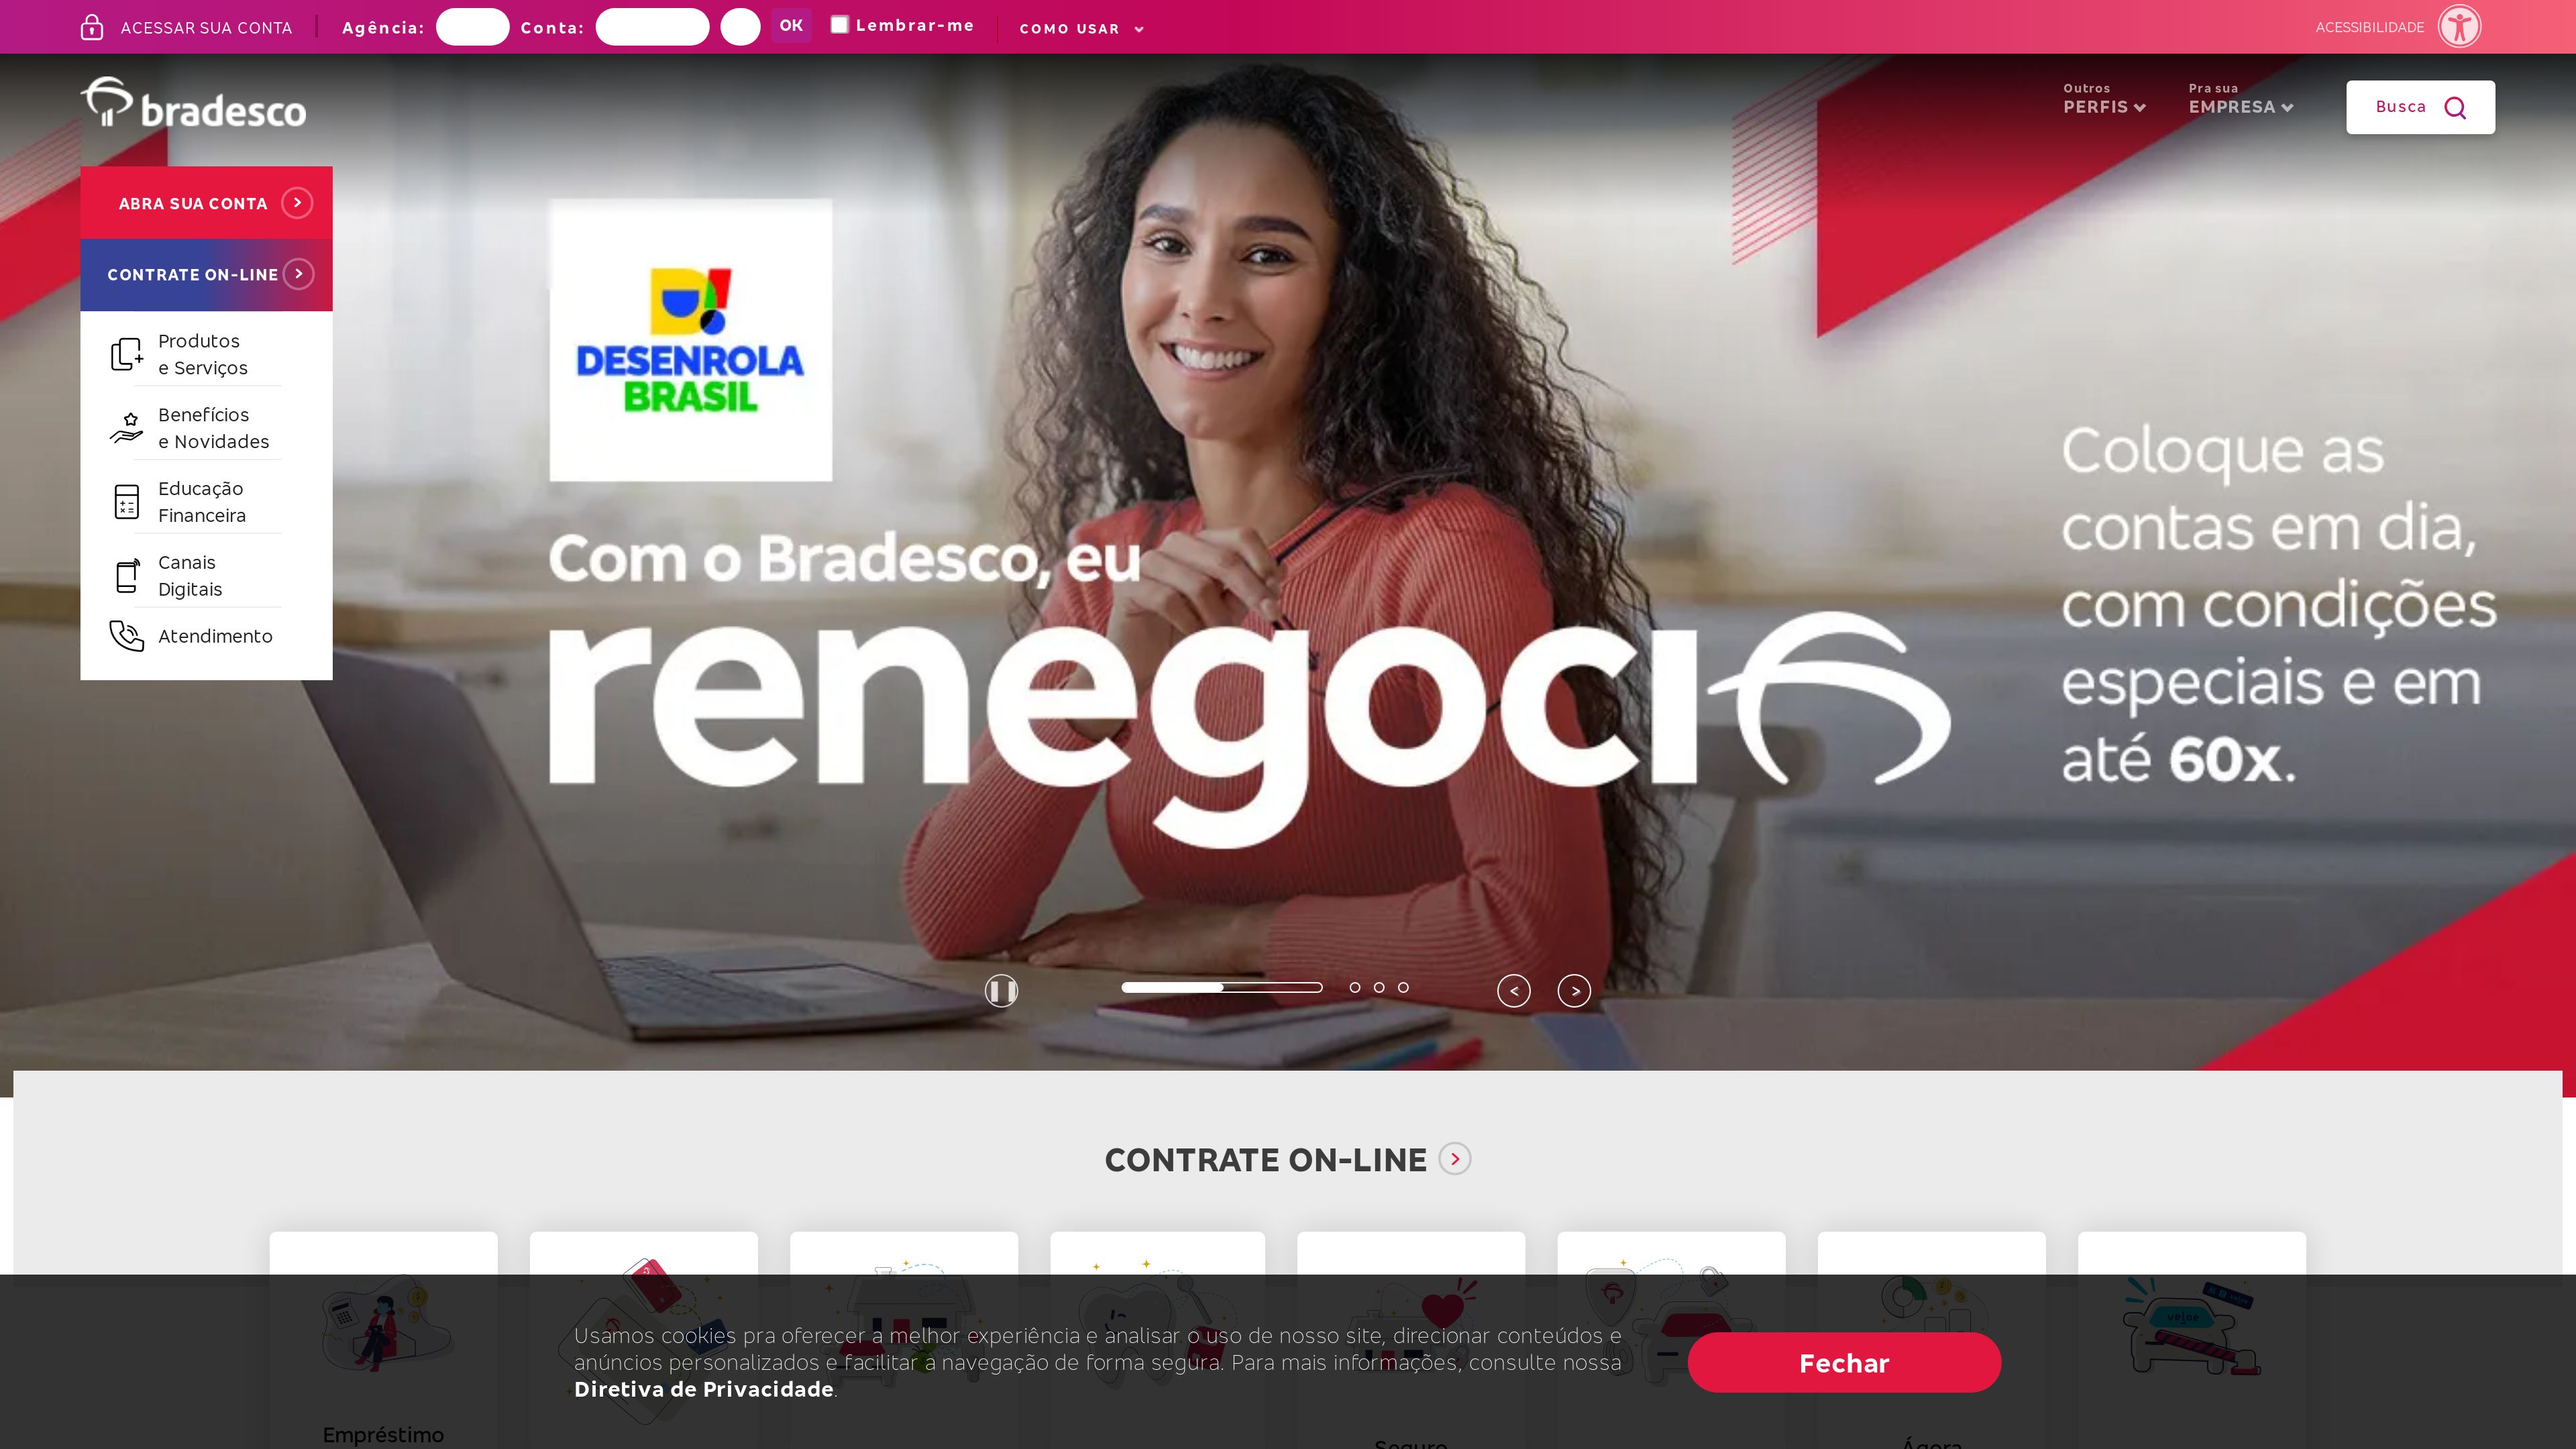 ACESSAR SUA CONTA
Agência:
Conta:
OK
Lembrar-me
COMO USAR
ACESSIBILIDADE
bradesco
Outros
PERFIS
Pra sua
EMPRESA
Busca
ABRA SUA CONTA
CONTRATE ON-LINE
Produtos
e Serviços
Benefícios
e Novidades
Educação
Financeira
Canais
Digitais
Atendimento
DESENROLA
BRASIL
Com o Bradesco, eu
renegoci
Coloque as
contas em dia,
com condições
especiais e em
até 60x.
CONTRATE ON-LINE
veloe
Usamos cookies pra oferecer a melhor experiência e analisar o uso de nosso site, direcionar conteúdos e
anúncios personalizados e facilitar a navegação de forma segura. Para mais informações, consulte nossa
Diretiva de Privacidade.
Fechar
Empréstimo
Seguro
Ágora